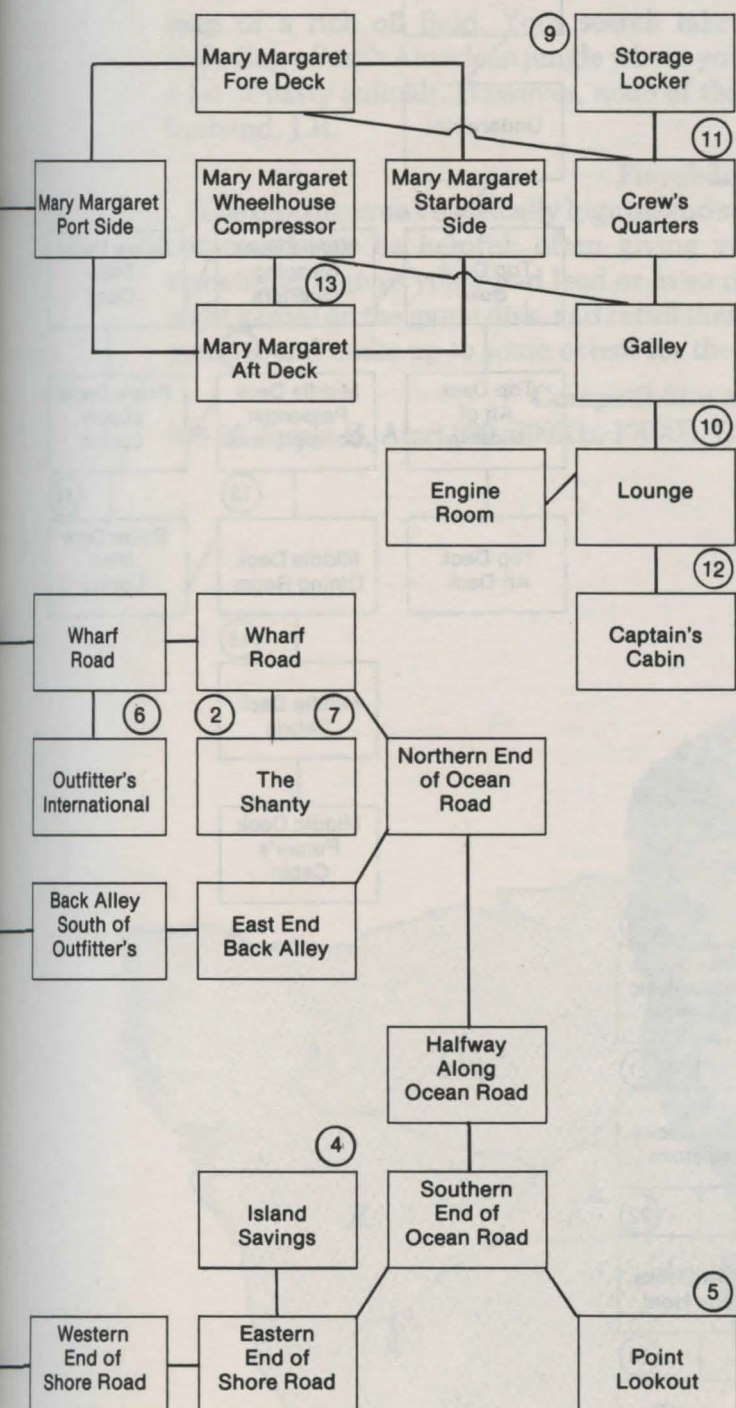 9
Mary Margaret
Fore Deck
Storage
Locker
11
Mary Margaret
Port Side
Mary Margaret
Wheelhouse
Compressor
Mary Margaret
Starboard
Side
Crew's
Quarters
13
Mary Margaret
Aft Deck
Galley
10
Engine
Room
Lounge
12
Captain's
Cabin
Wharf
Road
Wharf
Road
6
2
7
Outfitter's
International
The
Shanty
Northern End
of Ocean
Road
Back Alley
South of
Outfitter's
East End
Back Alley
Halfway
Along
Ocean Road
4
Island
Savings
Southern
End of
Ocean Road
5
Western
End of
Shore Road
Eastern
End of
Shore Road
Point
Lookout